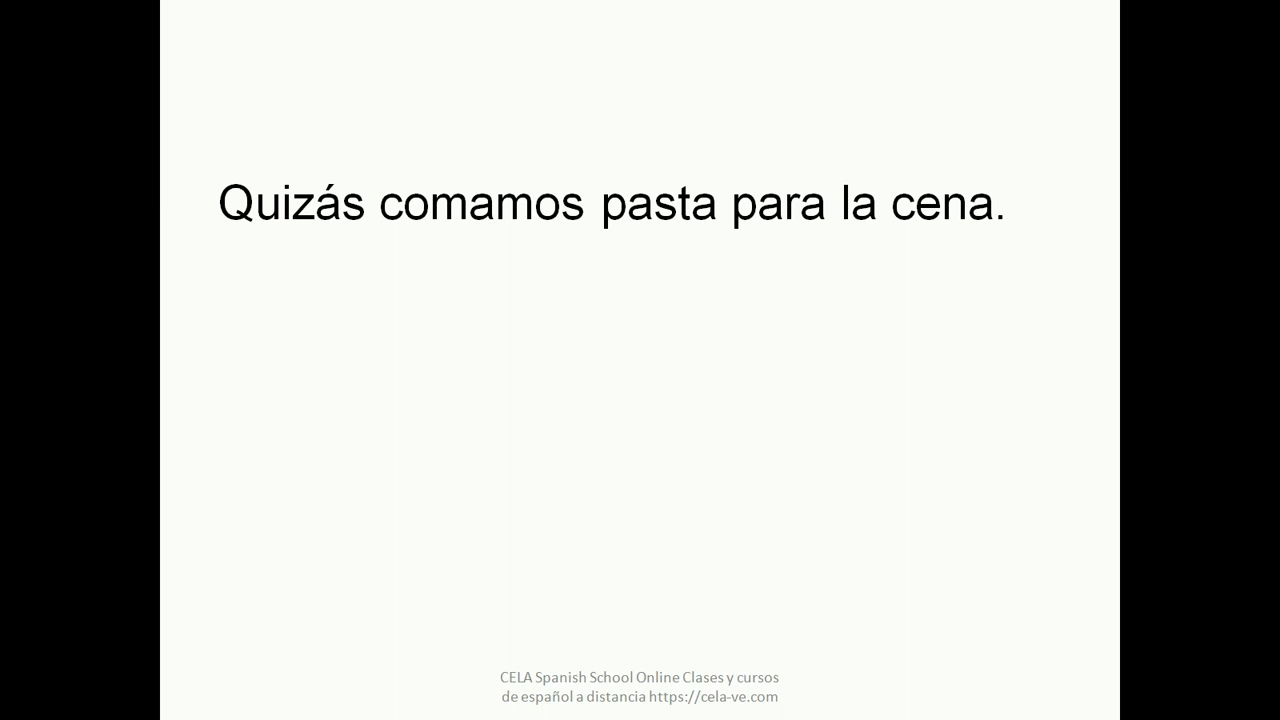 Quizás comamos pasta para la cena.
CELA Spanish School Online Clases y cursos
de español a distancia https://cela-ve.com